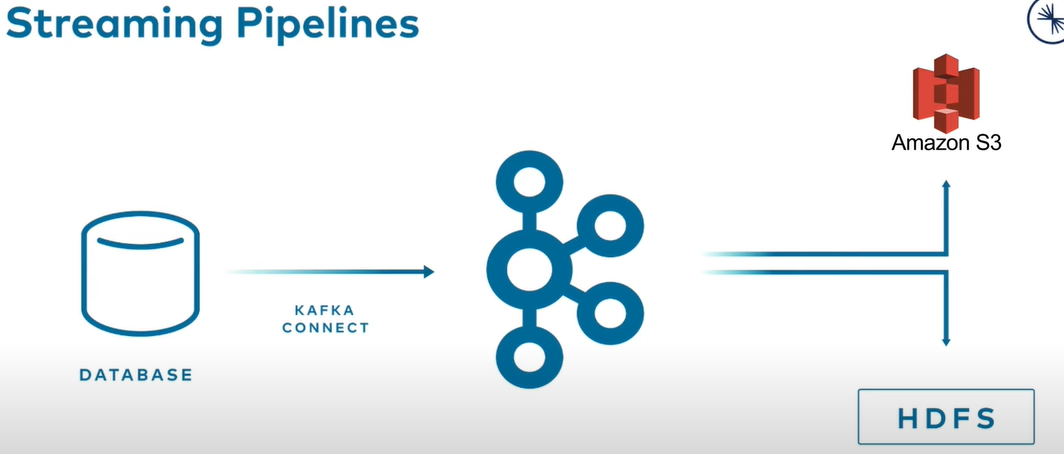 Streaming Pipelines
Amazon S3
KAFKA
CONNECT
DATABASE
HDFS